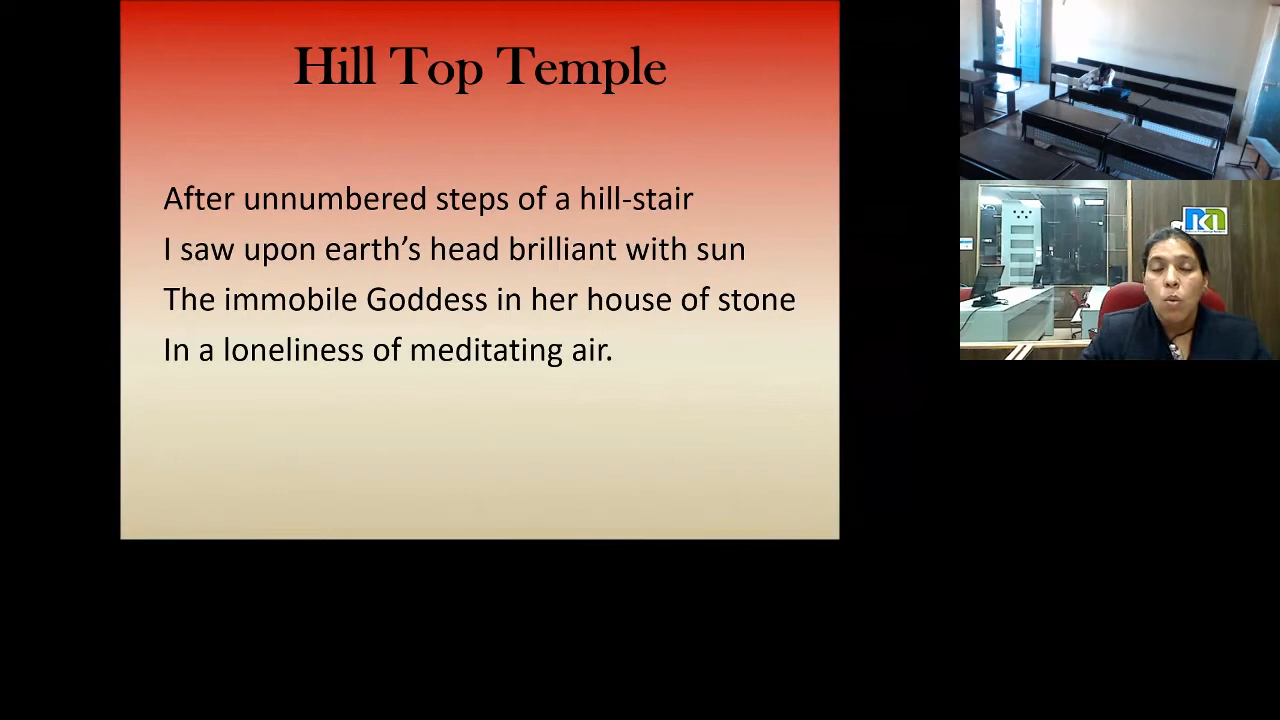 Hill Top Temple
After unnumbered steps of a hill-stair
I saw upon earth’s head brilliant with sun
The immobile Goddess in her house of stone
In a loneliness of meditating air.